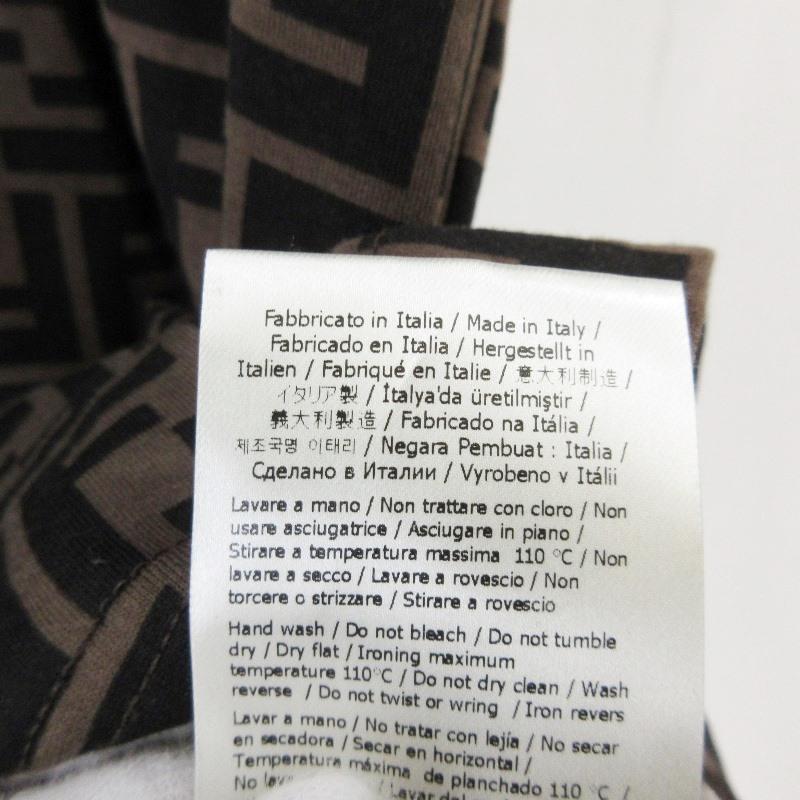 Fabbricato in Italia / Made in Italy /
Fabricado en Italia / Hergestellt in
Italien / Fabriqué en Italie / 意大利制造 /
イタリア製 / İtalya'da üretilmiştir /
義大利製造 / Fabricado na Itália /
제조국명 이태리 / Negara Pembuat : Italia /
Сделано в Италии / Vyrobeno v Itálii
Lavare a mano / Non trattare con cloro / Non
usare asciugatrice / Asciugare in piano /
Stirare a temperatura massima 110 °C / Non
lavare a secco / Lavare a rovescio / Non
torcere o strizzare / Stirare a rovescio
Hand wash / Do not bleach / Do not tumble
dry / Dry flat / Ironing maximum
temperature 110°C / Do not dry clean / Wash
reverse / Do not twist or wring / Iron revers
Lavar a mano / No tratar con lejía / No secar
en secadora / Secar en horizontal /
Temperatura máxima de planchado 110 °C /
No / Lavar